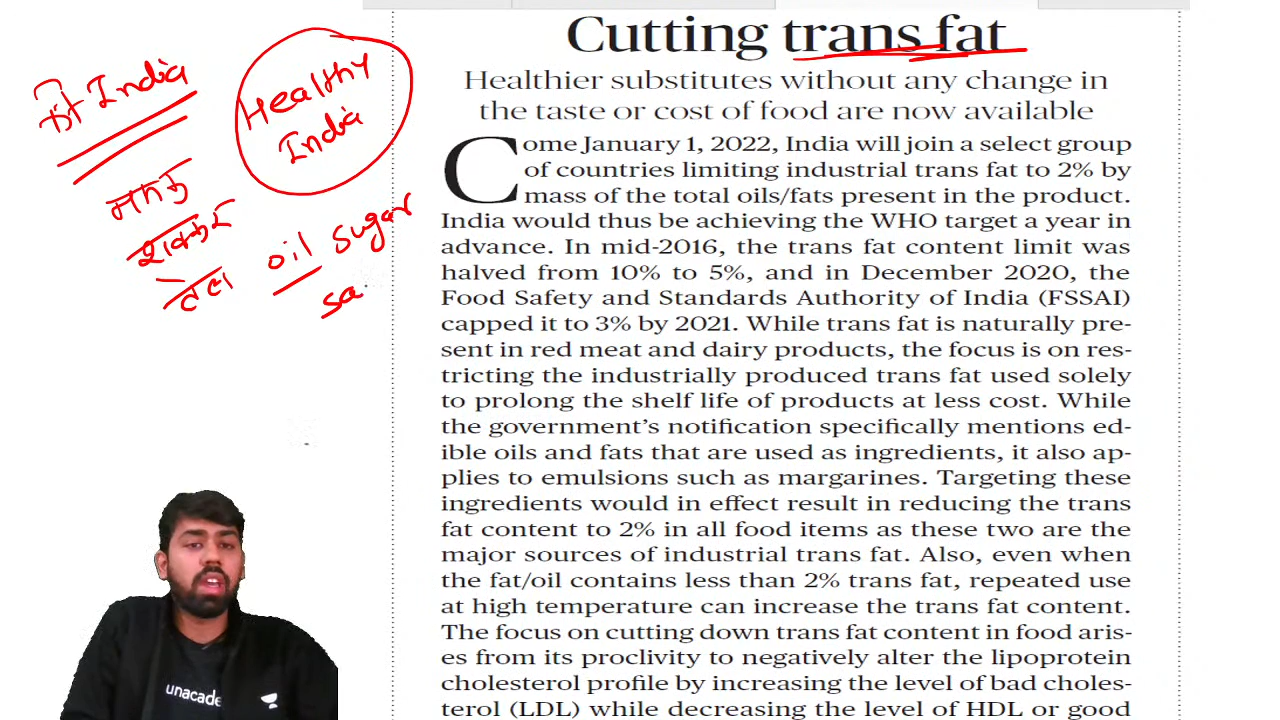 Cutting trans fat
Healthier substitutes without any change in
the taste or cost of food are now available
Come January 1, 2022, India will join a select group
of countries limiting industrial trans fat to 2% by
mass of the total oils/fats present in the product.
India would thus be achieving the WHO target a year in
advance. In mid-2016, the trans fat content limit was
halved from 10% to 5%, and in December 2020, the
Food Safety and Standards Authority of India (FSSAI)
capped it to 3% by 2021. While trans fat is naturally pre-
sent in red meat and dairy products, the focus is on res-
tricting the industrially produced trans fat used solely
to prolong the shelf life of products at less cost. While
the government’s notification specifically mentions ed-
ible oils and fats that are used as ingredients, it also ap-
plies to emulsions such as margarines. Targeting these
ingredients would in effect result in reducing the trans
fat content to 2% in all food items as these two are the
major sources of industrial trans fat. Also, even when
the fat/oil contains less than 2% trans fat, repeated use
at high temperature can increase the trans fat content.
The focus on cutting down trans fat content in food aris-
es from its proclivity to negatively alter the lipoprotein
cholesterol profile by increasing the level of bad choles-
terol (LDL) while decreasing the level of HDL or good
India
Healthy
India
नमक
शक्कर
तेल
oil sugar
sa
unacade